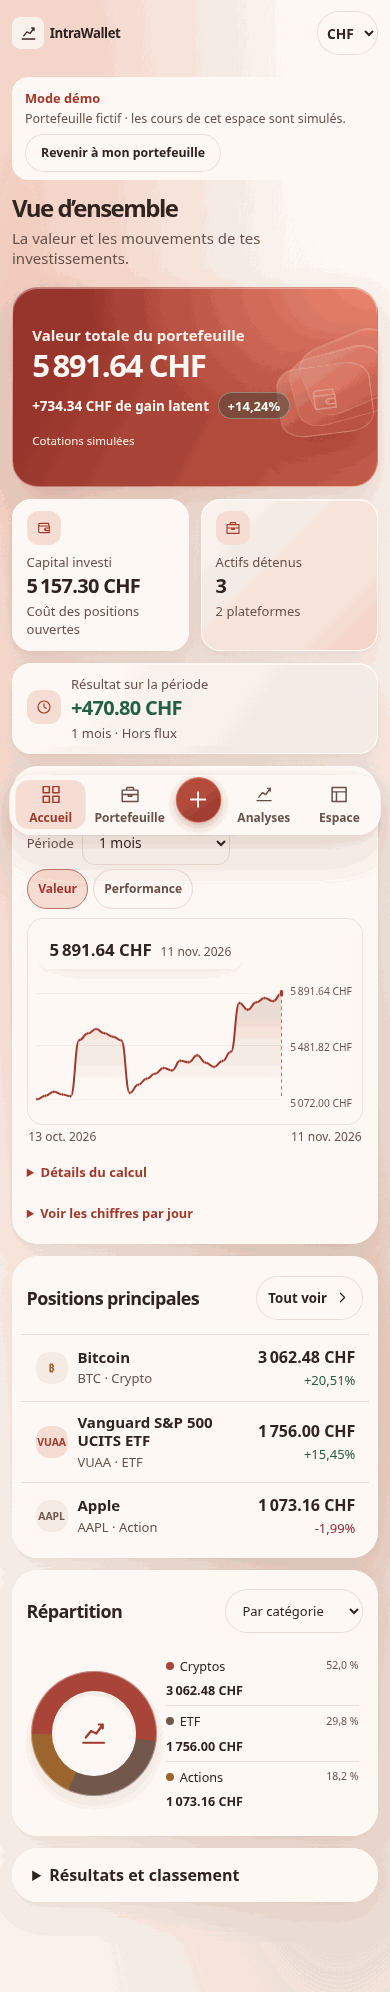 IntraWallet
CHF
Mode démo
Portefeuille fictif · les cours de cet espace sont simulés.
Revenir à mon portefeuille
Vue d’ensemble
La valeur et les mouvements de tes
investissements.
Valeur totale du portefeuille
5 891.64 CHF
+734.34 CHF de gain latent
+14,24%
Cotations simulées
Capital investi
5 157.30 CHF
Coût des positions
ouvertes
Actifs détenus
3
2 plateformes
Résultat sur la période
+470.80 CHF
1 mois · Hors flux
Accueil
Portefeuille
Analyses
Espace
Période
1 mois
Valeur
Performance
5 891.64 CHF 11 nov. 2026
5 891.64 CHF
5 481.82 CHF
5 072.00 CHF
13 oct. 2026
11 nov. 2026
Détails du calcul
Voir les chiffres par jour
Positions principales
Tout voir
Bitcoin
BTC · Crypto
3 062.48 CHF
+20,51%
VUAA
Vanguard S&P 500
UCITS ETF
VUAA · ETF
1 756.00 CHF
+15,45%
AAPL
Apple
AAPL · Action
1 073.16 CHF
-1,99%
Répartition
Par catégorie
Cryptos
52,0 %
3 062.48 CHF
ETF
29,8 %
1 756.00 CHF
Actions
18,2 %
1 073.16 CHF
Résultats et classement